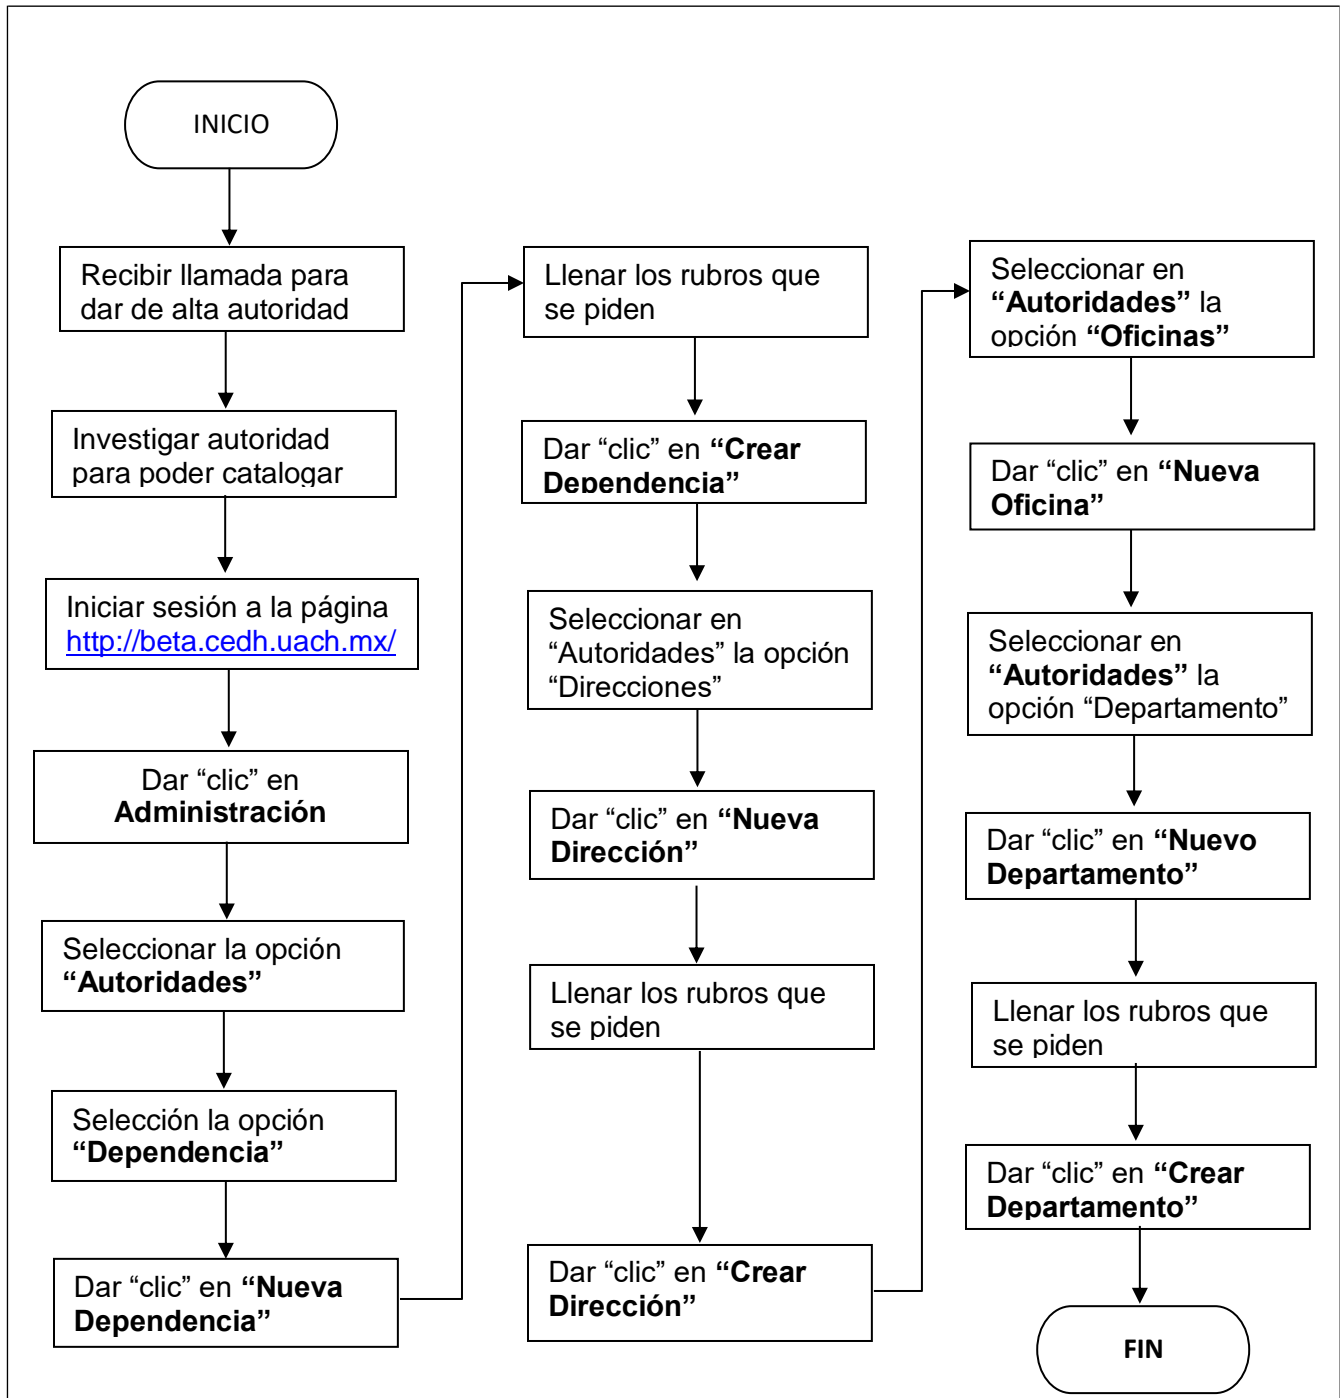 INICIO
Recibir llamada para
dar de alta autoridad
Investigar autoridad
para poder catalogar
Iniciar sesión a la página
http://beta.cedh.uach.mx/
Dar “clic” en
Administración
Seleccionar la opción
“Autoridades”
Selección la opción
“Dependencia”
Dar “clic” en “Nueva
Dependencia”
Llenar los rubros que
se piden
Dar “clic” en “Crear
Dependencia”
Seleccionar en
“Autoridades” la opción
“Direcciones”
Dar “clic” en “Nueva
Dirección”
Llenar los rubros que
se piden
Dar “clic” en “Crear
Dirección”
Seleccionar en
“Autoridades” la
opción “Oficinas”
Dar “clic” en “Nueva
Oficina”
Seleccionar en
“Autoridades” la
opción “Departamento”
Dar “clic” en “Nuevo
Departamento”
Llenar los rubros que
se piden
Dar “clic” en “Crear
Departamento”
FIN